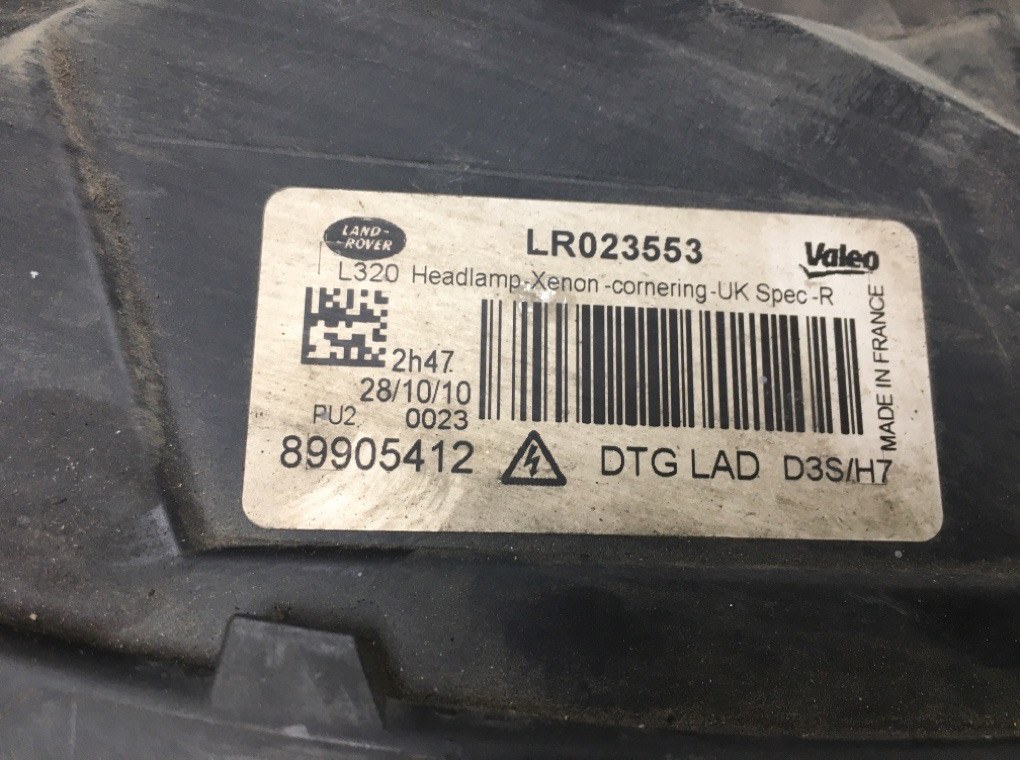 LAND-
ROVER
LR023553
Valeo
L320 Headlamp-Xenon -cornering -UK Spec -R
2h47
28/10/10
PU2 0023
MADE IN FRANCE
89905412 DTG LAD D3S/H7